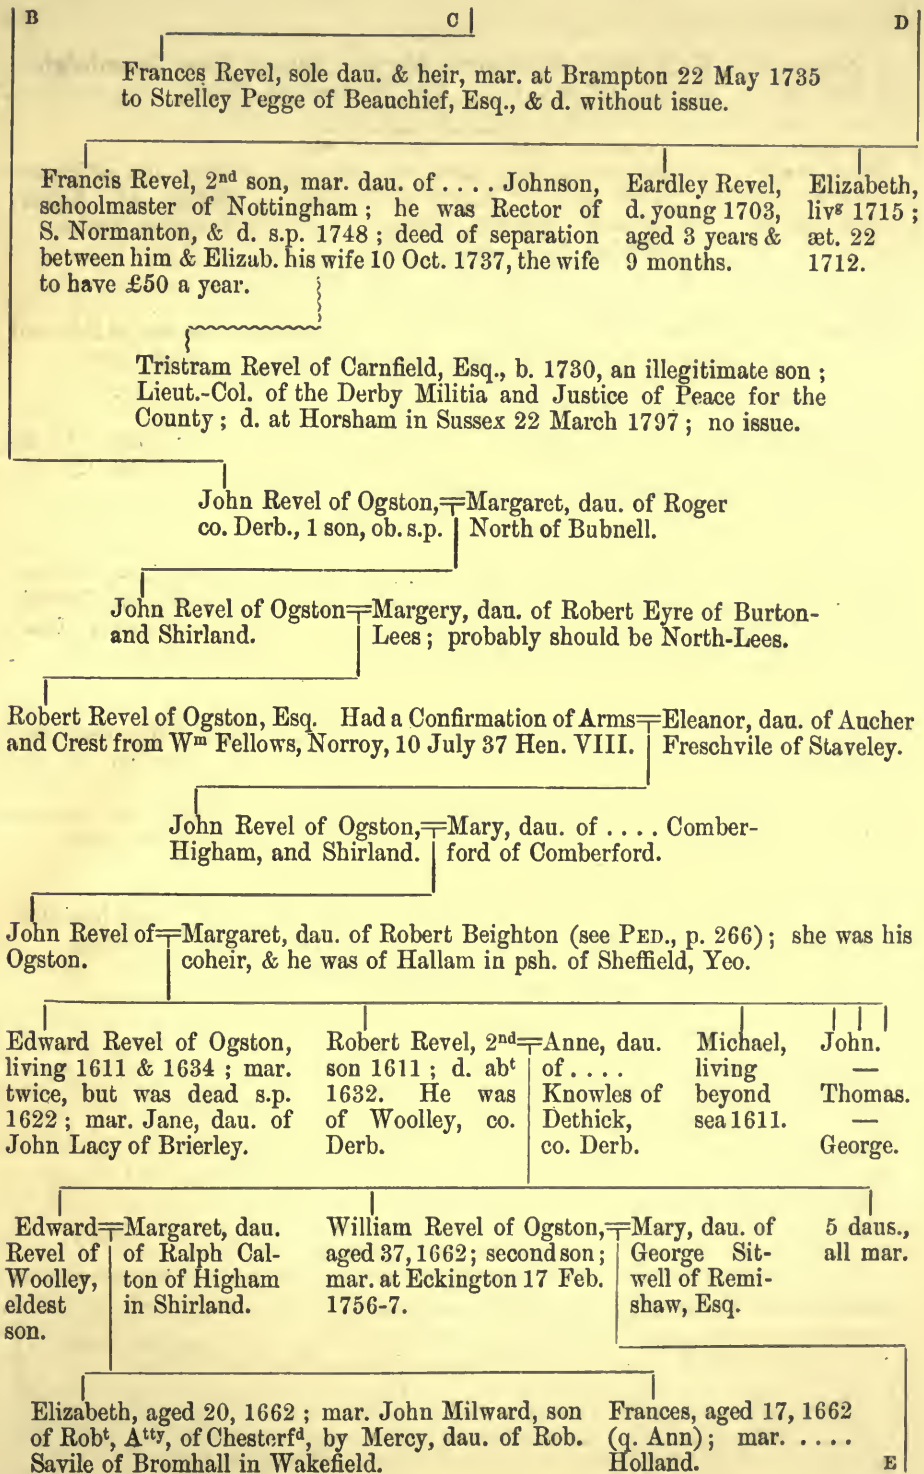 B
C
D
Frances Revel, sole dau. & heir, mar. at Brampton 22 May 1735
to Strelley Pegge of Beauchief, Esq., & d. without issue.
Francis Revel, 2nd son, mar. dau. of . . . . Johnson,
schoolmaster of Nottingham ; he was Rector of
S. Normanton, & d. s.p. 1748 ; deed of separation
between him & Elizab. his wife 10 Oct. 1737, the wife
to have £50 a year.
Eardley Revel,
d. young 1703,
aged 3 years &
9 months.
Elizabeth,
livg 1715 ;
æt. 22
1712.
Tristram Revel of Carnfield, Esq., b. 1730, an illegitimate son ;
Lieut.-Col. of the Derby Militia and Justice of Peace for the
County ; d. at Horsham in Sussex 22 March 1797 ; no issue.
John Revel of Ogston,
co. Derb., 1 son, ob. s.p.
Margaret, dau. of Roger
North of Bubnell.
John Revel of Ogston
and Shirland.
Margery, dau. of Robert Eyre of Burton-
Lees ; probably should be North-Lees.
Robert Revel of Ogston, Esq. Had a Confirmation of Arms
and Crest from Wm Fellows, Norroy, 10 July 37 Hen. VIII.
Eleanor, dau. of Aucher
Freschvile of Staveley.
John Revel of Ogston,
Higham, and Shirland.
Mary, dau. of . . . . Comber-
ford of Comberford.
John Revel of
Ogston.
Margaret, dau. of Robert Beighton (see PED., p. 266) ; she was his
coheir, & he was of Hallam in psh. of Sheffield, Yeo.
Edward Revel of Ogston,
living 1611 & 1634 ; mar.
twice, but was dead s.p.
1622 ; mar. Jane, dau. of
John Lacy of Brierley.
Robert Revel, 2nd
son 1611 ; d. abt
1632. He was
of Woolley, co.
Derb.
Anne, dau.
of . . . .
Knowles of
Dethick,
co. Derb.
Michael,
living
beyond
sea 1611.
John.
—
Thomas.
—
George.
Edward
Revel of
Woolley,
eldest
son.
Margaret, dau.
of Ralph Cal-
ton of Higham
in Shirland.
William Revel of Ogston,
aged 37, 1662 ; second son ;
mar. at Eckington 17 Feb.
1756-7.
Mary, dau. of
George Sit-
well of Remi-
shaw, Esq.
5 daus.,
all mar.
Elizabeth, aged 20, 1662 ; mar. John Milward, son
of Robt, Atty, of Chesterfd, by Mercy, dau. of Rob.
Savile of Bromhall in Wakefield.
Frances, aged 17, 1662
(q. Ann) ; mar. . . . .
Holland.
E